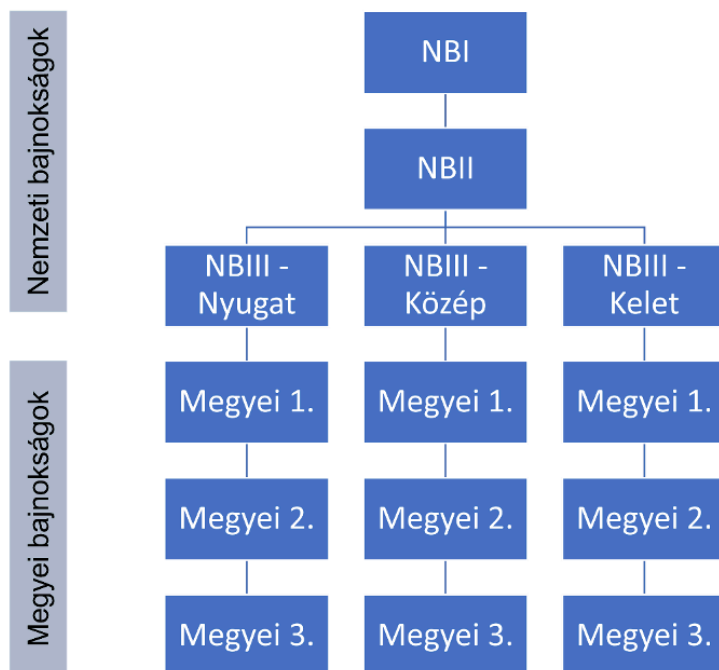 Nemzeti bajnokságok
NBI
NBII
NBIII -
Nyugat
NBIII -
Közép
NBIII -
Kelet
Megyei bajnokságok
Megyei 1.
Megyei 1.
Megyei 1.
Megyei 2.
Megyei 2.
Megyei 2.
Megyei 3.
Megyei 3.
Megyei 3.